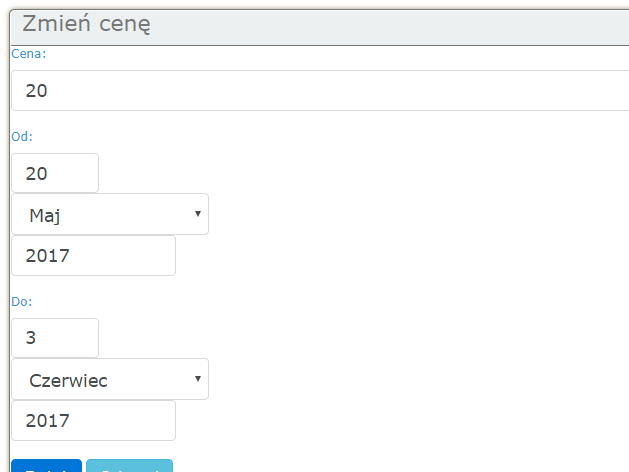 Zmień cenę
Cena:
20
Od:
20
Maj
2017
Do:
3
Czerwiec
2017